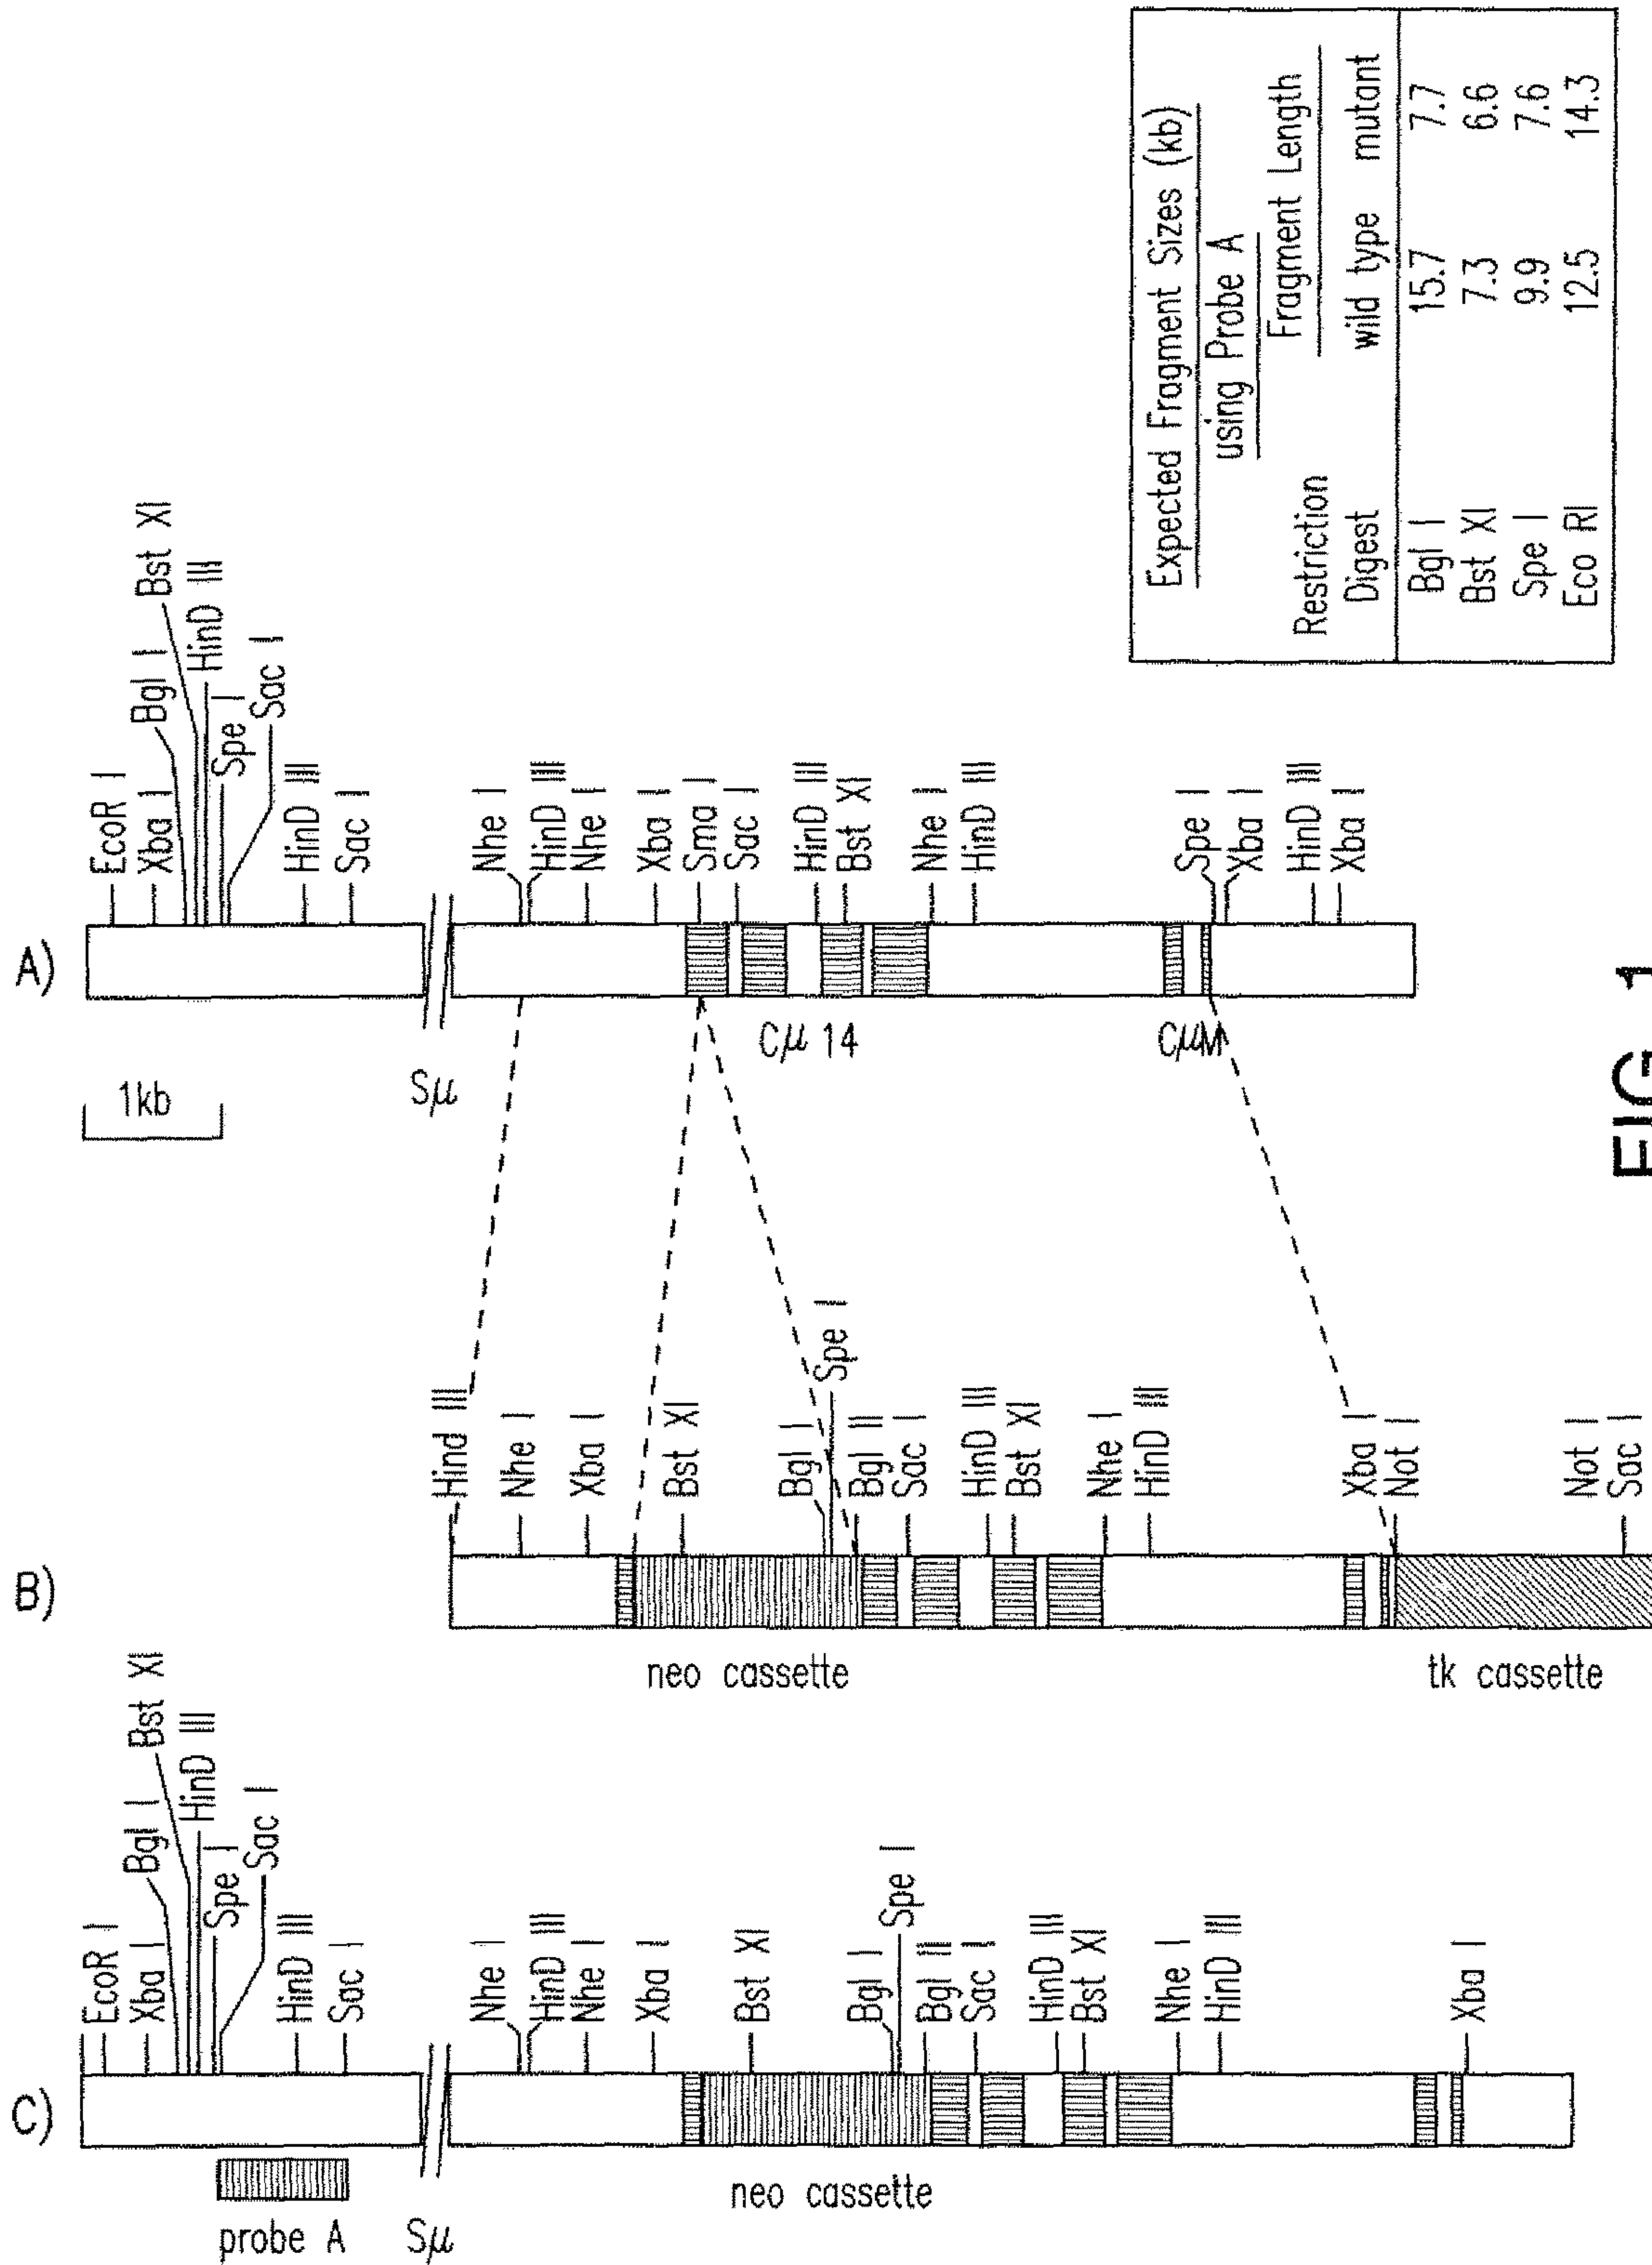 A)
EcoR I
Xba I
Bgl I
Bst XI
HinD III
Spe I
Sac I
HinD III
Sac I
Nhe I
HinD III
Nhe I
Xba I
Sma I
Sac I
HinD III
Bst XI
Nhe I
HinD III
Spe I
Xba I
HinD III
Xba I
1kb
Sμ
Cμ 14
CμM
B)
Hind III
Nhe I
Xba I
Bst XI
Bgl I
Spe I
Bgl II
Sac I
HinD III
Bst XI
Nhe I
HinD III
Xba I
Not I
Not I
Sac I
neo cassette
tk cassette
C)
EcoR I
Xba I
Bgl I
Bst XI
HinD III
Spe I
Sac I
HinD III
Sac I
Nhe I
HinD III
Nhe I
Xba I
Bst XI
Bgl I
Spe I
Bgl II
Sac I
HinD III
Bst XI
Nhe I
HinD III
Xba I
probe A
Sμ
neo cassette
Expected Fragment Sizes (kb)
using Probe A
Fragment Length
Restriction
Digest wild type mutant
Bgl I 15.7 7.7
Bst XI 7.3 6.6
Spe I 9.9 7.6
Eco RI 12.5 14.3
FIG. 1